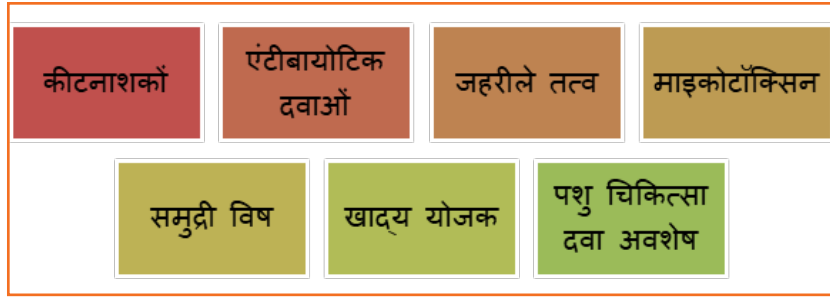 कीटनाशकों
एंटीबायोटिक
दवाओं
जहरीले तत्व
माइकोटॉक्सिन
समुद्री विष
खाद्य योजक
पशु चिकित्सा
दवा अवशेष